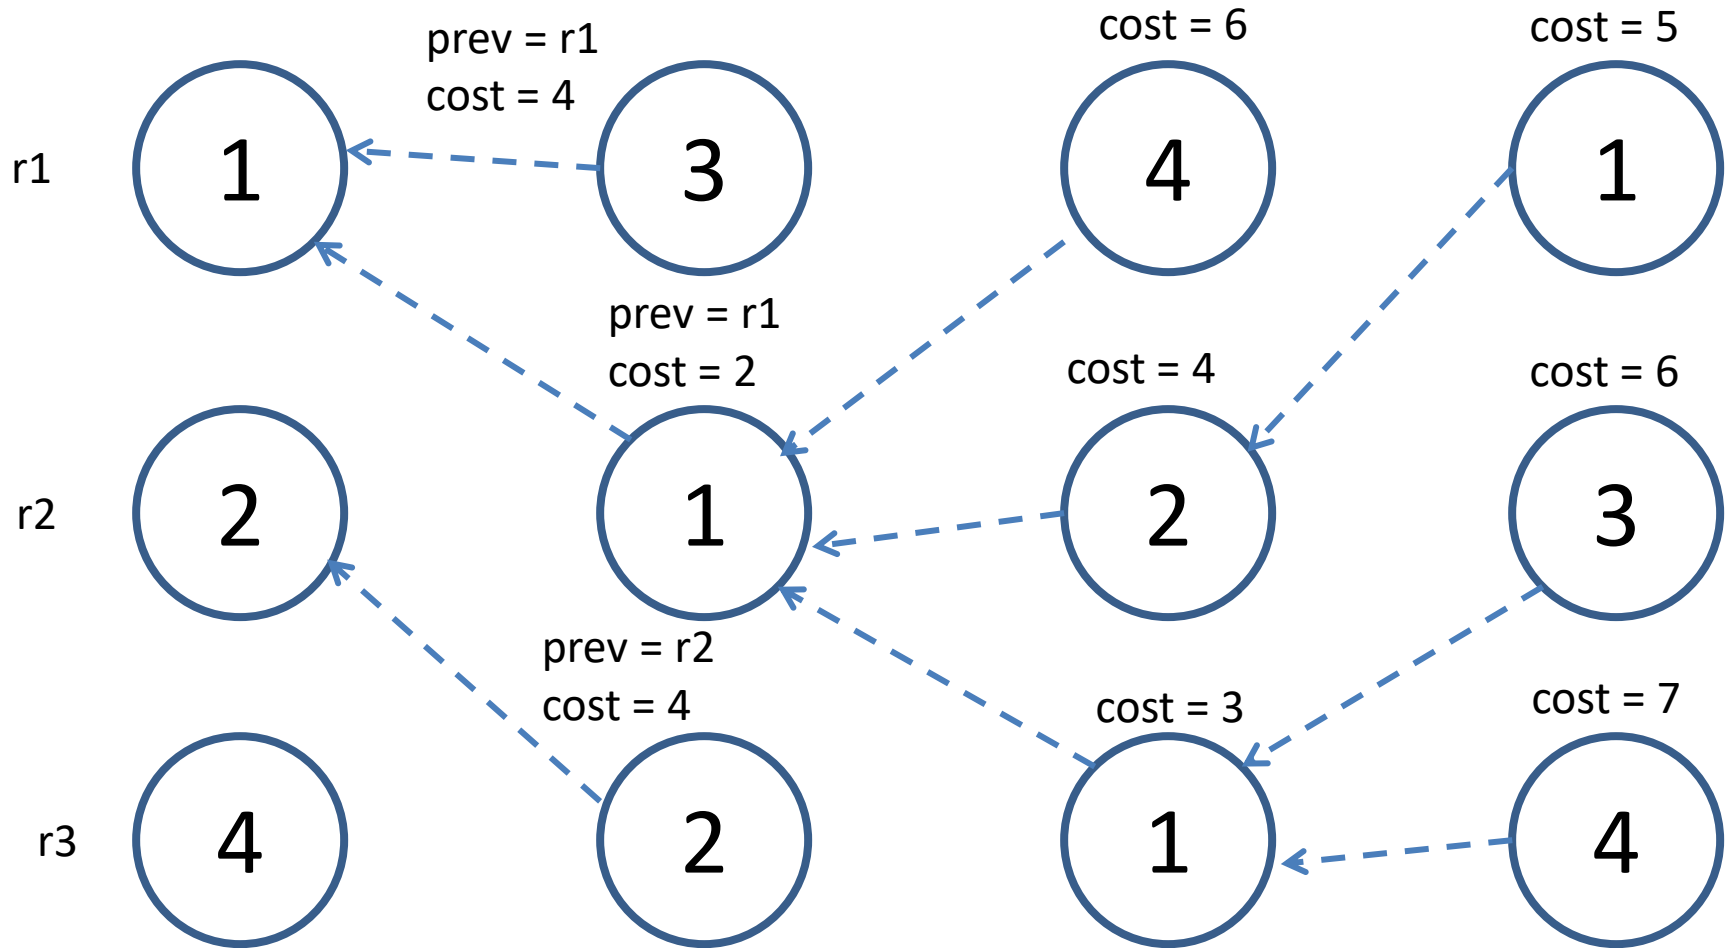 cost = 6
cost = 5
prev = r1
cost = 4
r1
1
3
4
1
prev = r1
cost = 2
cost = 4
cost = 6
r2
2
1
2
3
prev = r2
cost = 4
cost = 3
cost = 7
r3
4
2
1
4